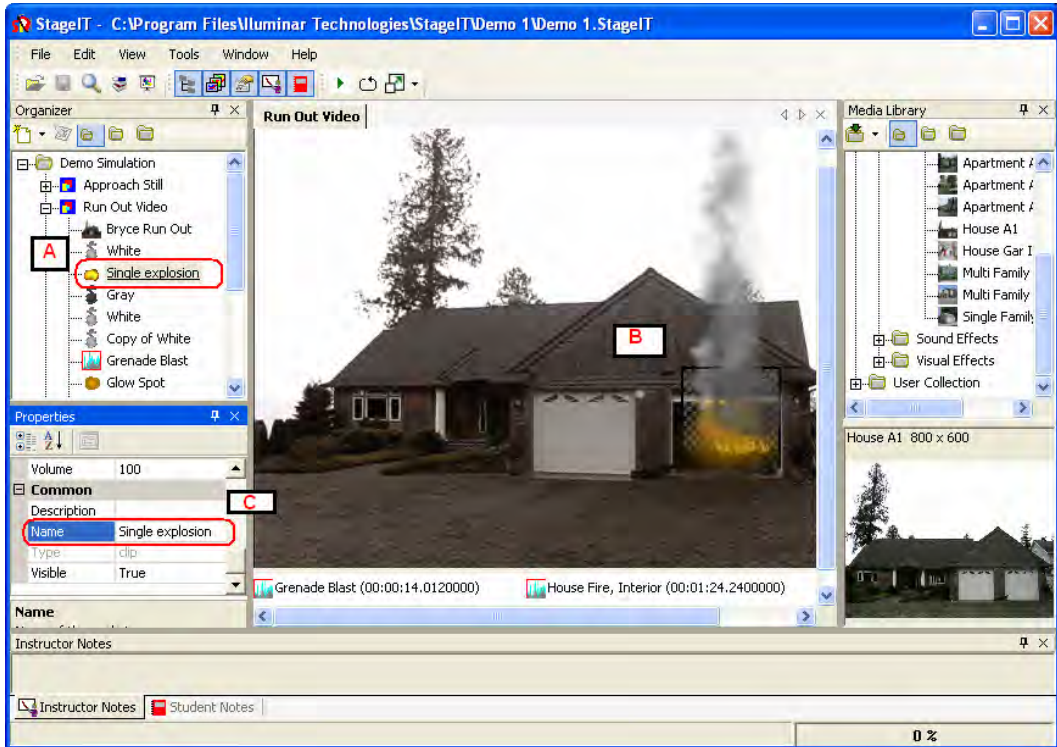 StageIT - C:\Program Files\Iluminar Technologies\StageIT\Demo 1\Demo 1.StageIT
File Edit View Tools Window Help
Organizer
Demo Simulation
Approach Still
Run Out Video
Bryce Run Out
A
White
Single explosion
Gray
White
Copy of White
Grenade Blast
Glow Spot
Properties
Volume 100
Common
Description
Name Single explosion
Type clip
Visible True
Name
Run Out Video
B
C
Grenade Blast (00:00:14.0120000) House Fire, Interior (00:01:24.2400000)
Media Library
Apartment
Apartment
Apartment
House A1
House Gar
Multi Family
Multi Family
Single Family
Sound Effects
Visual Effects
User Collection
House A1 800 x 600
Instructor Notes
Instructor Notes Student Notes
0 %